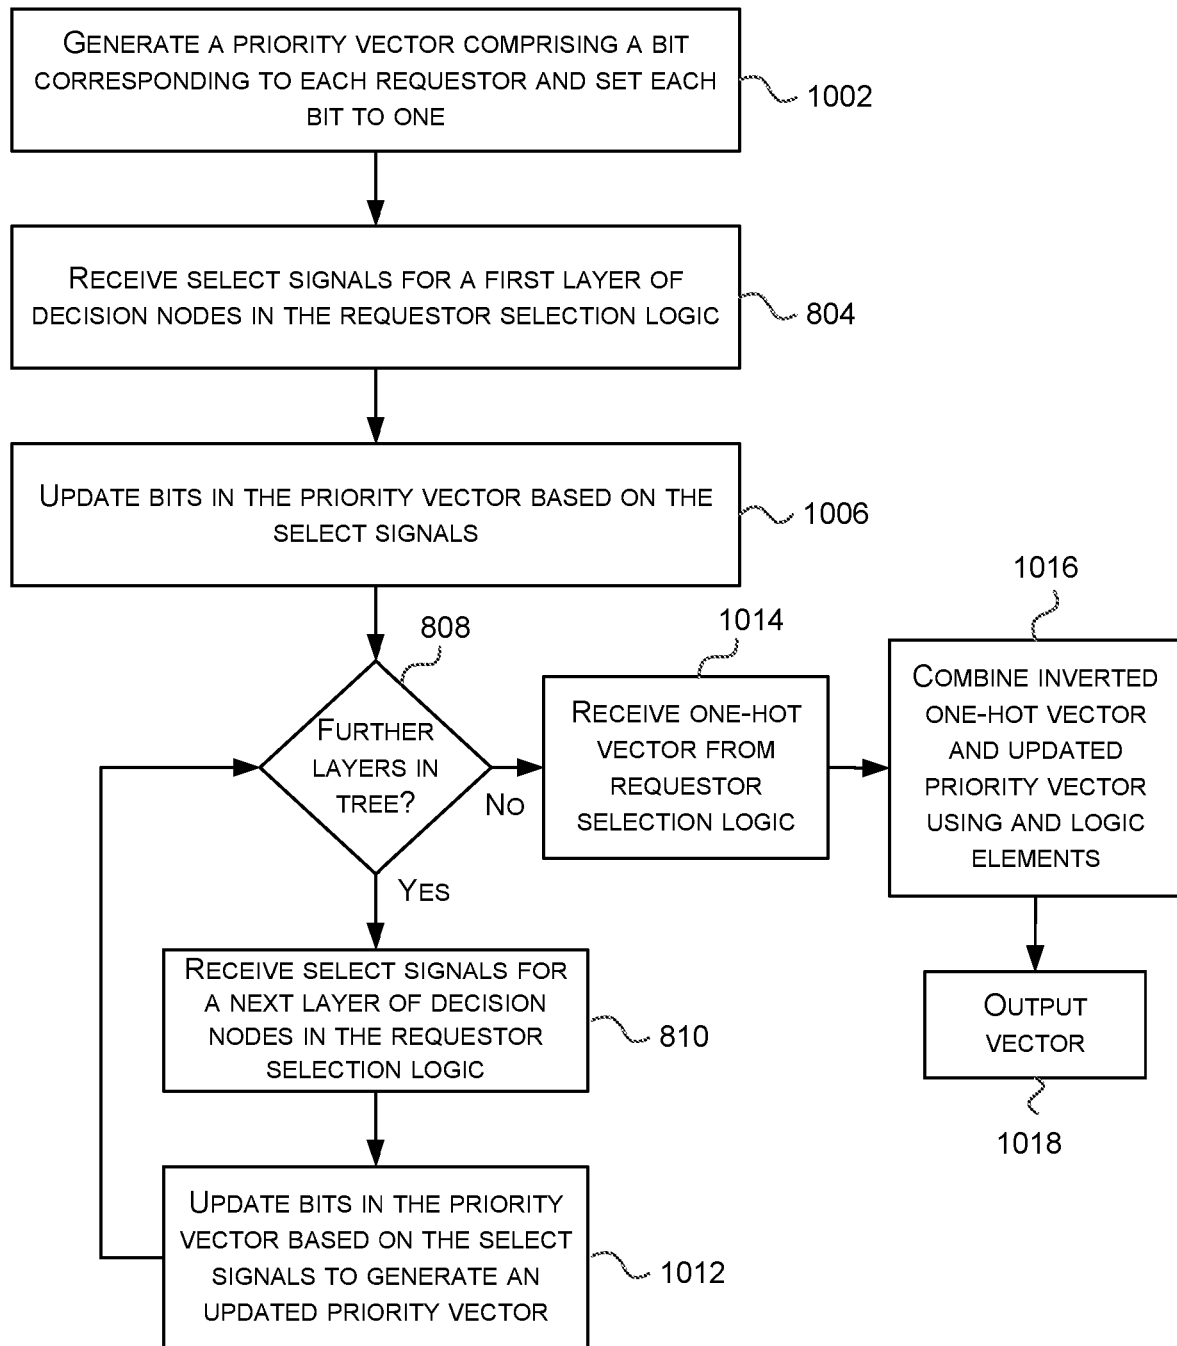 GENERATE A PRIORITY VECTOR COMPRISING A BIT
CORRESPONDING TO EACH REQUESTOR AND SET EACH
BIT TO ONE
1002
RECEIVE SELECT SIGNALS FOR A FIRST LAYER OF
DECISION NODES IN THE REQUESTOR SELECTION LOGIC
804
UPDATE BITS IN THE PRIORITY VECTOR BASED ON THE
SELECT SIGNALS
1006
808
FURTHER
LAYERS IN
TREE?
NO
YES
1014
RECEIVE ONE-HOT
VECTOR FROM
REQUESTOR
SELECTION LOGIC
1016
COMBINE INVERTED
ONE-HOT VECTOR
AND UPDATED
PRIORITY VECTOR
USING AND LOGIC
ELEMENTS
OUTPUT
VECTOR
1018
RECEIVE SELECT SIGNALS FOR
A NEXT LAYER OF DECISION
NODES IN THE REQUESTOR
SELECTION LOGIC
810
UPDATE BITS IN THE PRIORITY
VECTOR BASED ON THE SELECT
SIGNALS TO GENERATE AN
UPDATED PRIORITY VECTOR
1012